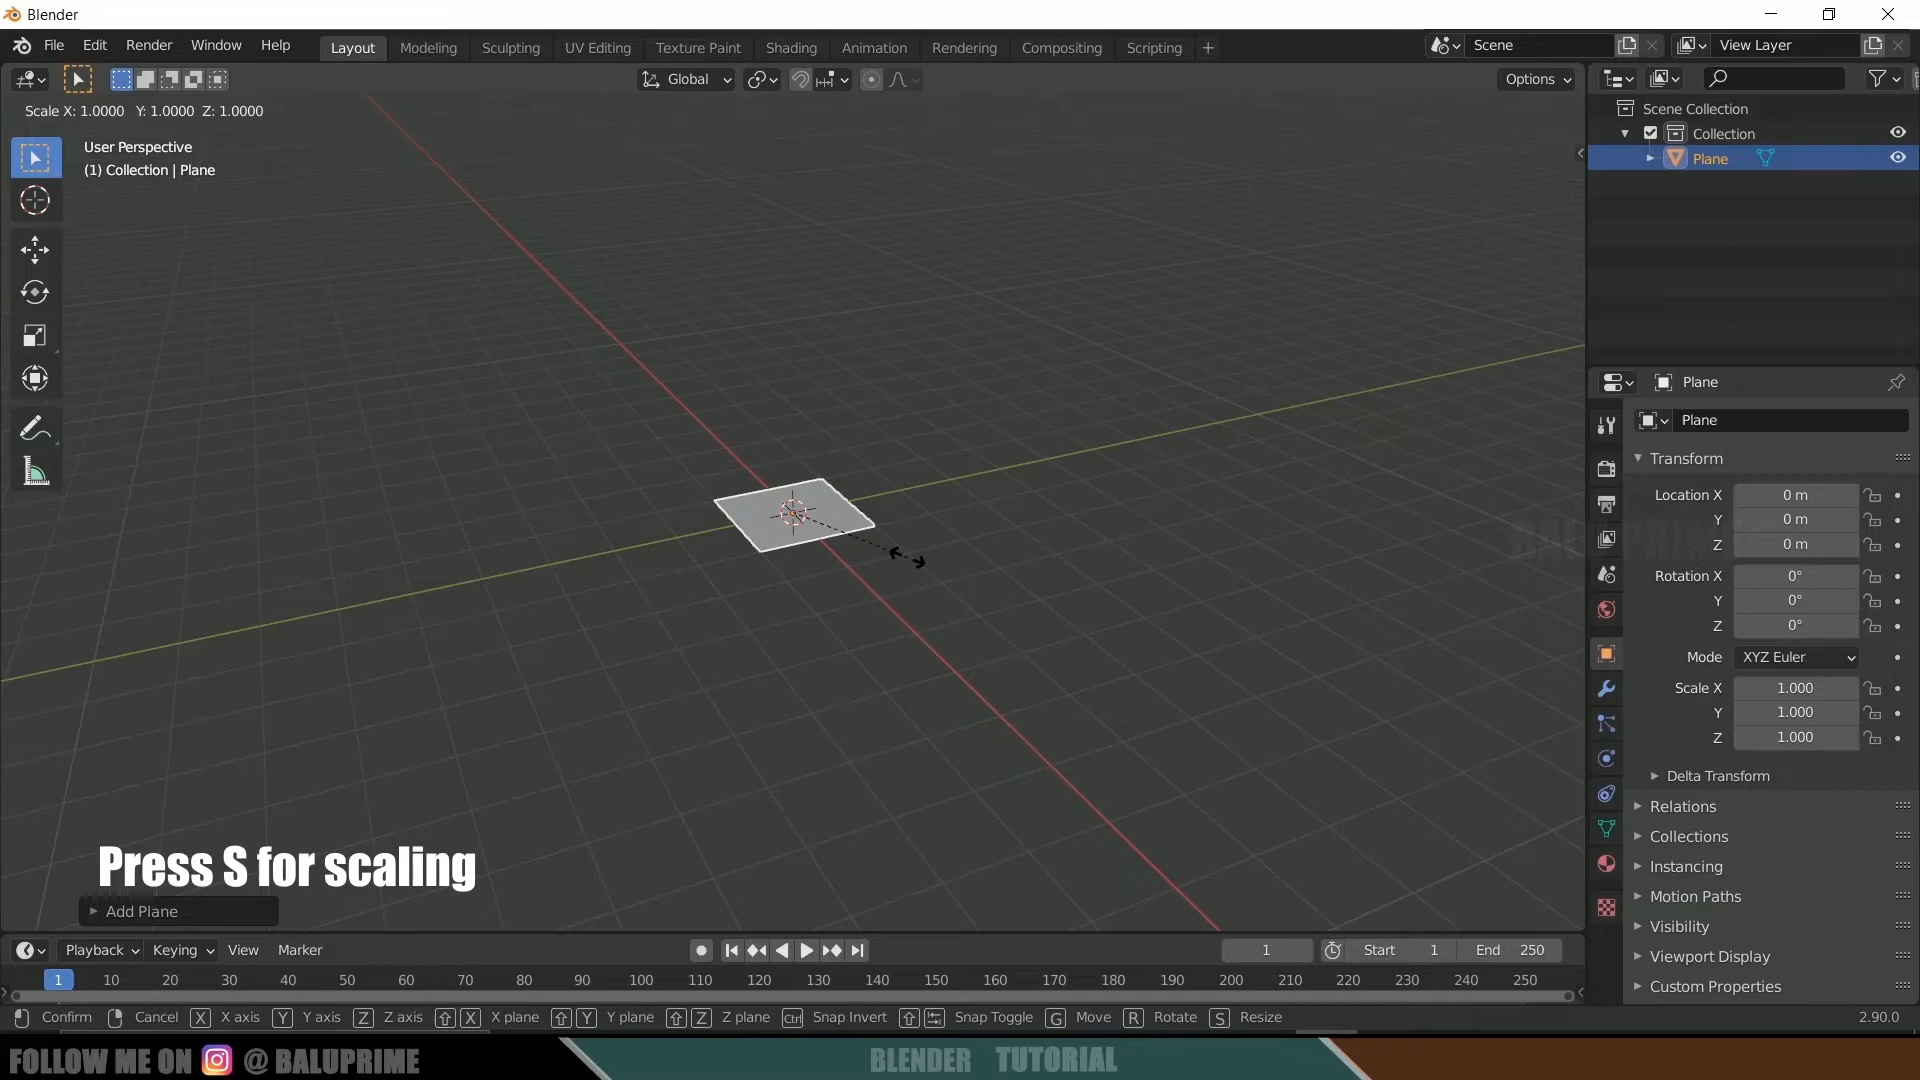 Blender
File Edit Render Window Help Layout Modeling Sculpting UV Editing Texture Paint Shading Animation Rendering Compositing Scripting + Scene View Layer
Global Options
Scale X: 1.0000 Y: 1.0000 Z: 1.0000
User Perspective
(1) Collection | Plane
Scene Collection
Collection
Plane
Plane
Plane
Transform
Location X 0 m
Y 0 m
Z 0 m
Rotation X 0°
Y 0°
Z 0°
Mode XYZ Euler
Scale X 1.000
Y 1.000
Z 1.000
Delta Transform
Relations
Collections
Instancing
Motion Paths
Visibility
Viewport Display
Custom Properties
Press S for scaling
Add Plane
Playback Keying View Marker 1 Start 1 End 250
1 10 20 30 40 50 60 70 80 90 100 110 120 130 140 150 160 170 180 190 200 210 220 230 240 250
Confirm Cancel X X axis Y Y axis Z Z axis X X plane Y Y plane Z Z plane Ctrl Snap Invert Snap Toggle G Move R Rotate S Resize 2.90.0
FOLLOW ME ON @ BALUPRIME BLENDER TUTORIAL